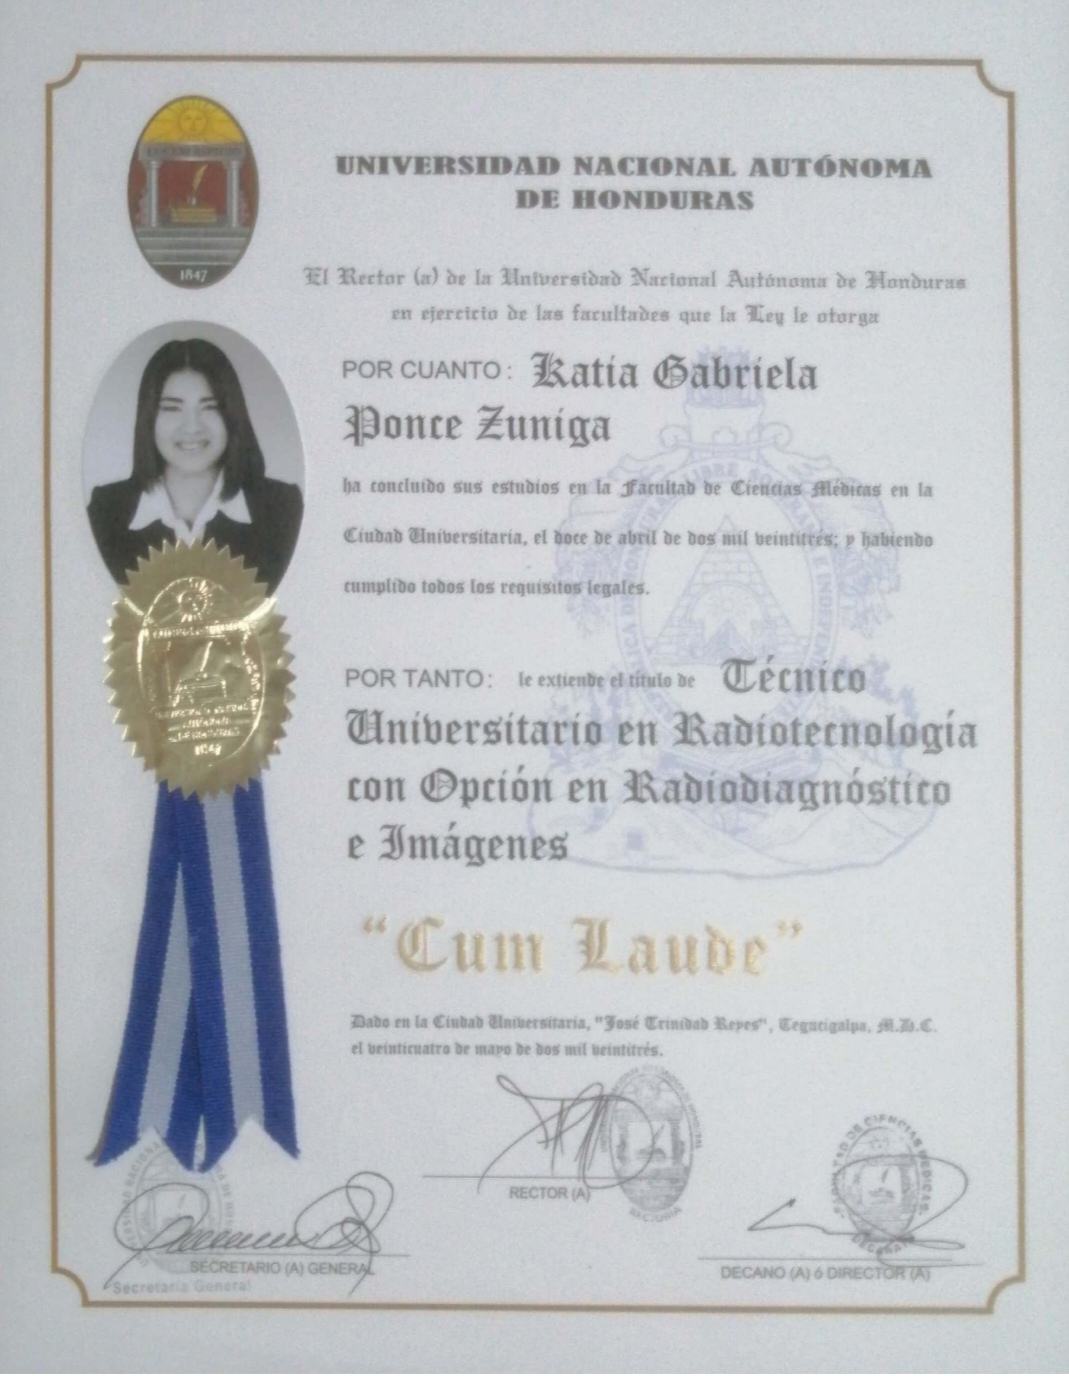 UNIVERSIDAD NACIONAL AUTÓNOMA
DE HONDURAS
1847
El Rector (a) de la Universidad Nacional Autónoma de Honduras
en ejercicio de las facultades que la Ley le otorga
POR CUANTO: Katia Gabriela
Ponce Zuniga
ha concluido sus estudios en la Facultad de Ciencias Médicas en la
Ciudad Universitaria, el doce de abril de dos mil veintitrés; y habiendo
cumplido todos los requisitos legales.
POR TANTO: le extiende el título de Técnico
Universitario en Radiotecnología
con Opción en Radiodiagnóstico
e Imágenes
"Cum Laude"
Dado en la Ciudad Universitaria, "José Trinidad Reyes", Tegucigalpa, M.D.C.
el veinticuatro de mayo de dos mil veintitrés.
RECTOR (A)
SECRETARIO (A) GENERAL
Secretaria General
DECANO (A) ó DIRECTOR (A)
FACULTAD DE CIENCIAS MEDICAS